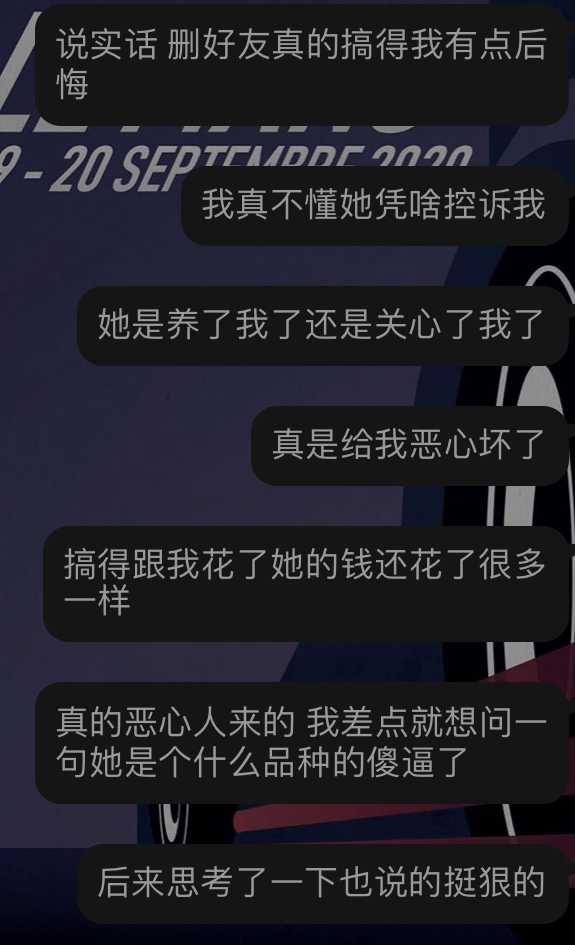 9 - 20 SEPTEMBRE 2020
说实话 删好友真的搞得我有点后
悔
我真不懂她凭啥控诉我
她是养了我了还是关心了我了
真是给我恶心坏了
搞得跟我花了她的钱还花了很多
一样
真的恶心人来的 我差点就想问一
句她是个什么品种的傻逼了
后来思考了一下也说的挺狠的